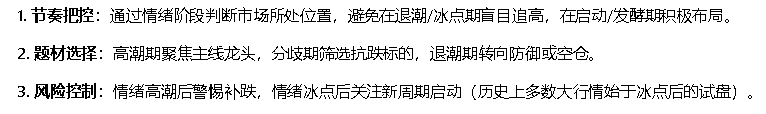 1. 节奏把控：通过情绪阶段判断市场所处位置，避免在退潮/冰点期盲目追高，在启动/发酵期积极布局。
2. 题材选择：高潮期聚焦主线龙头，分歧期筛选抗跌标的，退潮期转向防御或空仓。
3. 风险控制：情绪高潮后警惕补跌，情绪冰点后关注新周期启动（历史上多数大行情始于冰点后的试盘）。